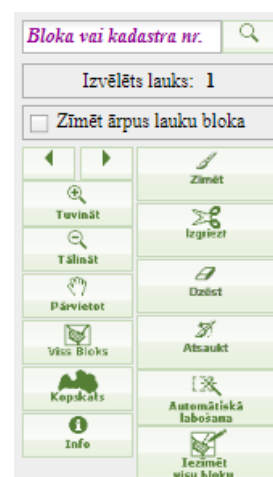 Bloka vai kadastra nr.
Izvēlēts lauks: 1
Zīmēt ārpus lauku bloka
Tuvināt
Tālināt
Pārvietot
Viss Bloks
Kopskats
Info
Zīmēt
Izgriezt
Dzēst
Atsaukt
Automātiskā
labošana
Iezīmēt
visu bloku